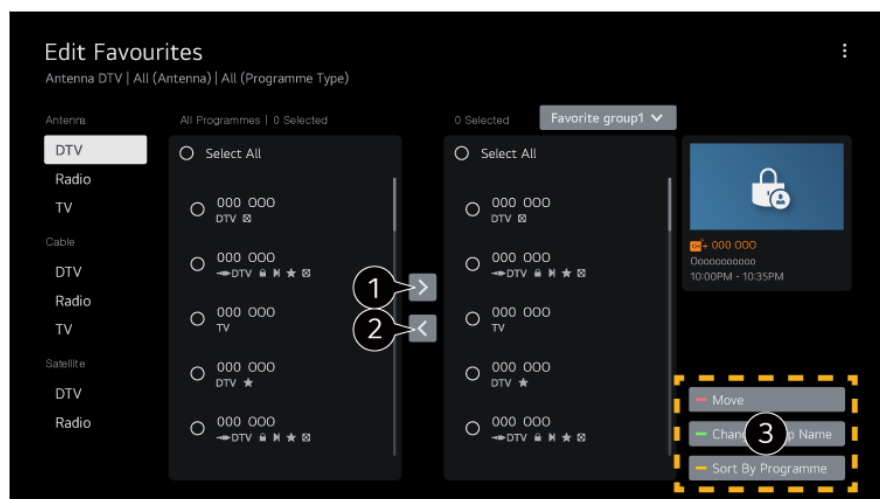 Edit Favourites
Antenna DTV | All (Antenna) | All (Programme Type)
Antenna
DTV
Radio
TV
Cable
DTV
Radio
TV
Satellite
DTV
Radio
All Programmes | 0 Selected
Select All
000 000
DTV
000 000
DTV
000 000
TV
000 000
DTV
000 000
DTV
1
2
0 Selected
Favorite group1
Select All
000 000
DTV
000 000
DTV
000 000
TV
000 000
DTV
000 000
DTV
+ 000 000
Oooooooooo
10:00PM - 10:35PM
Move
3
Name
Sort By Programme